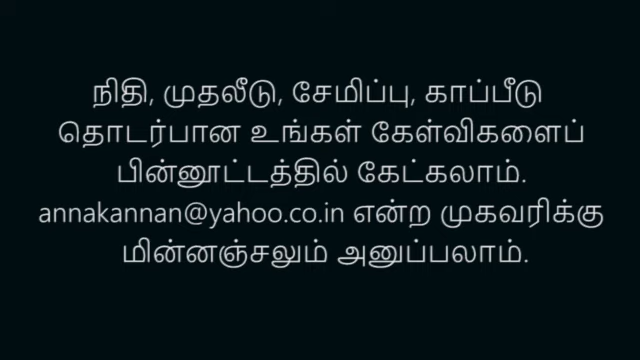 நிதி, முதலீடு, சேமிப்பு, காப்பீடு
தொடர்பான உங்கள் கேள்விகளைப்
பின்னூட்டத்தில் கேட்கலாம்.
annakannan@yahoo.co.in என்ற முகவரிக்கு
மின்னஞ்சலும் அனுப்பலாம்.